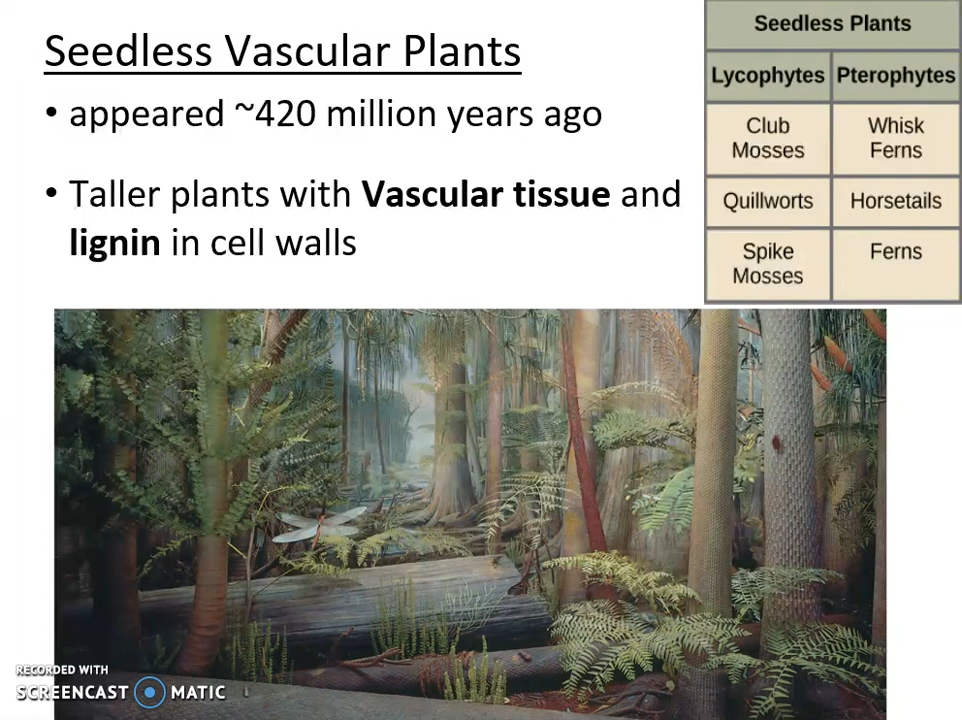 Seedless Vascular Plants
• appeared ~420 million years ago
• Taller plants with Vascular tissue and
lignin in cell walls
Seedless Plants
Lycophytes Pterophytes
Club
Mosses
Whisk
Ferns
Quillworts
Horsetails
Spike
Mosses
Ferns
RECORDED WITH
SCREENCAST MATIC